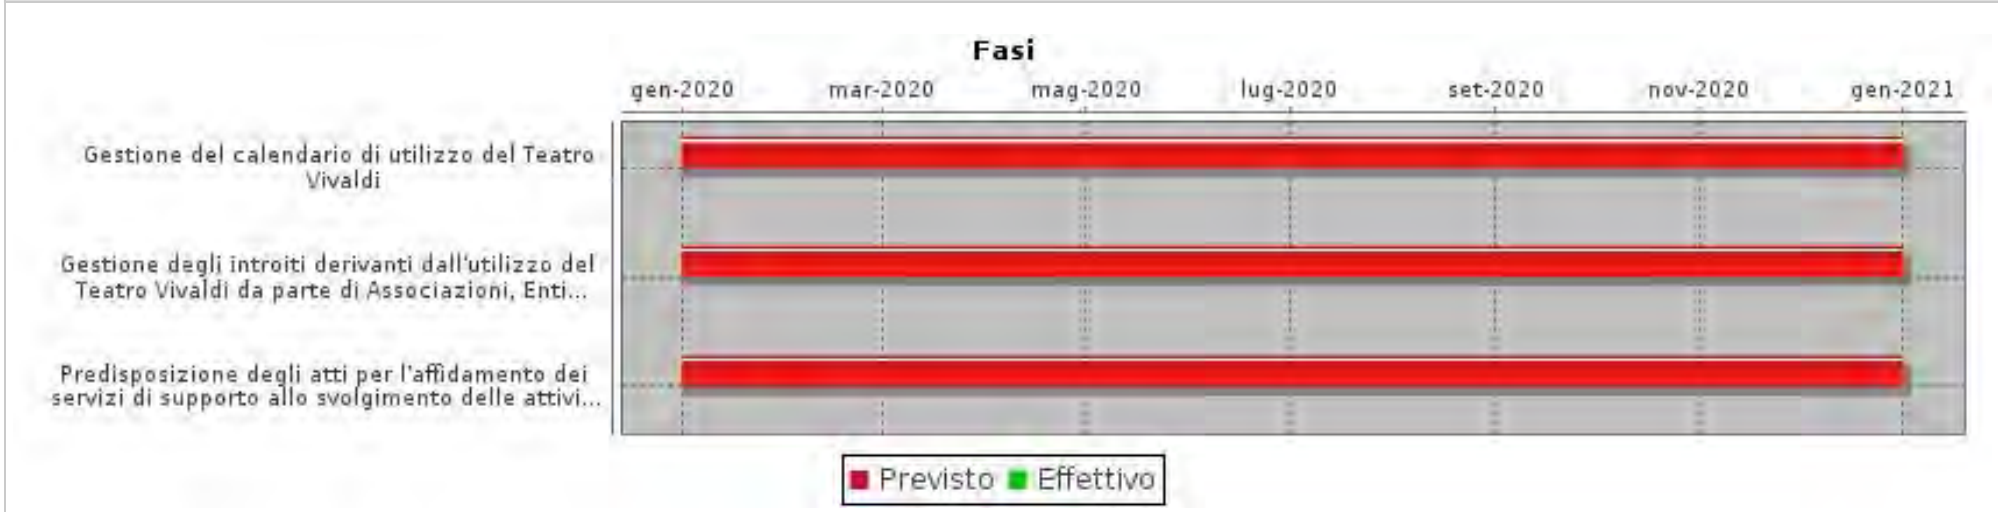 Fasi
gen-2020 mar-2020 mag-2020 lug-2020 set-2020 nov-2020 gen-2021
Gestione del calendario di utilizzo del Teatro
Vivaldi
Gestione degli introiti derivanti dall'utilizzo del
Teatro Vivaldi da parte di Associazioni, Enti...
Predisposizione degli atti per l'affidamento dei
servizi di supporto allo svolgimento delle attivi...
Previsto Effettivo